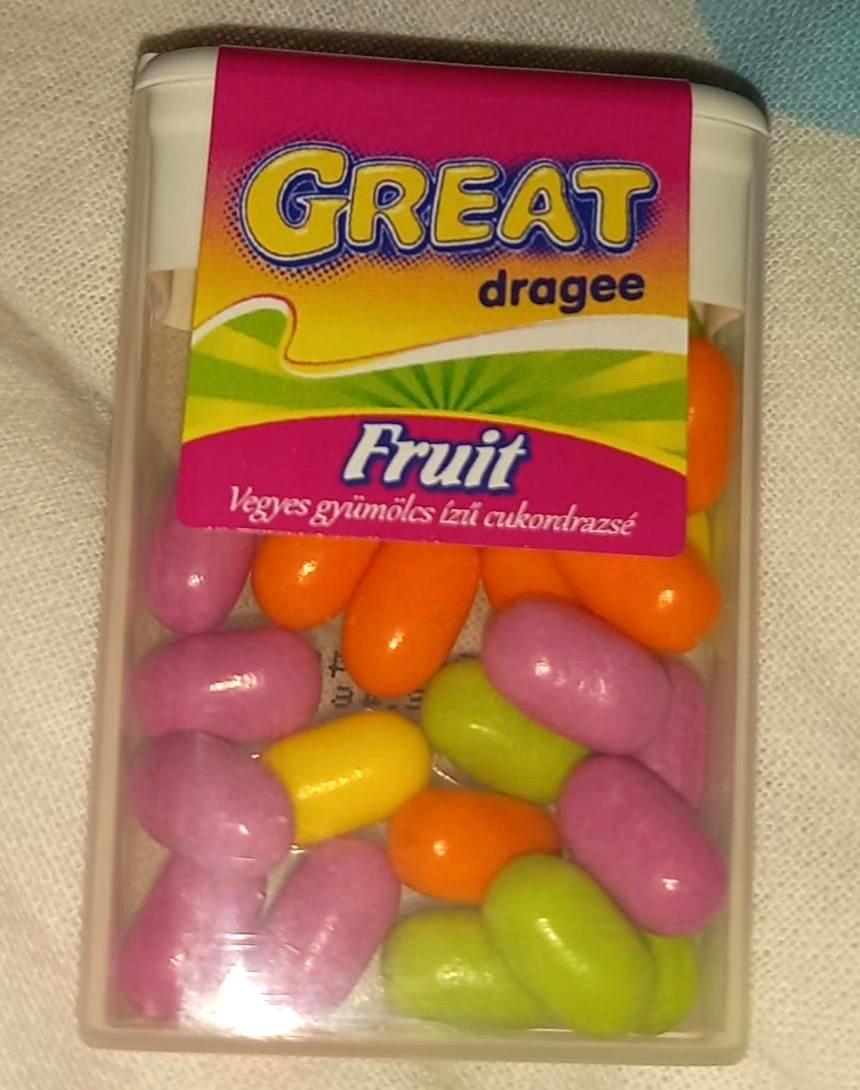 GREAT
dragee
Fruit
Vegyes gyümölcs ízű cukordrazsé